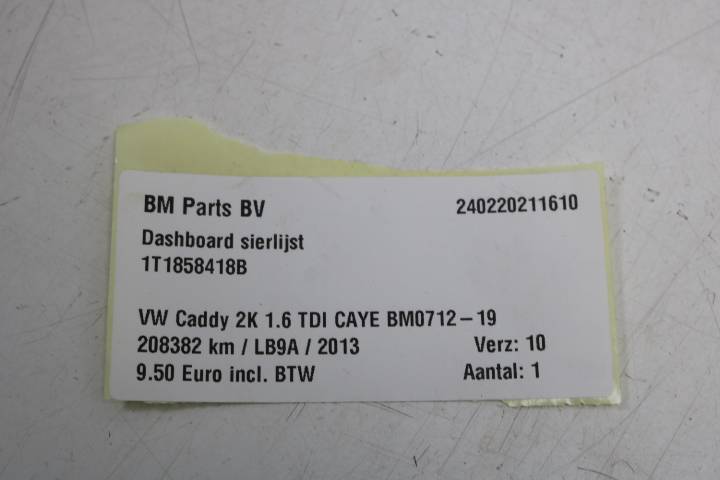 BM Parts BV 240220211610
Dashboard sierlijst
1T1858418B
VW Caddy 2K 1.6 TDI CAYE BM0712-19
208382 km / LB9A / 2013 Verz: 10
9.50 Euro incl. BTW Aantal: 1